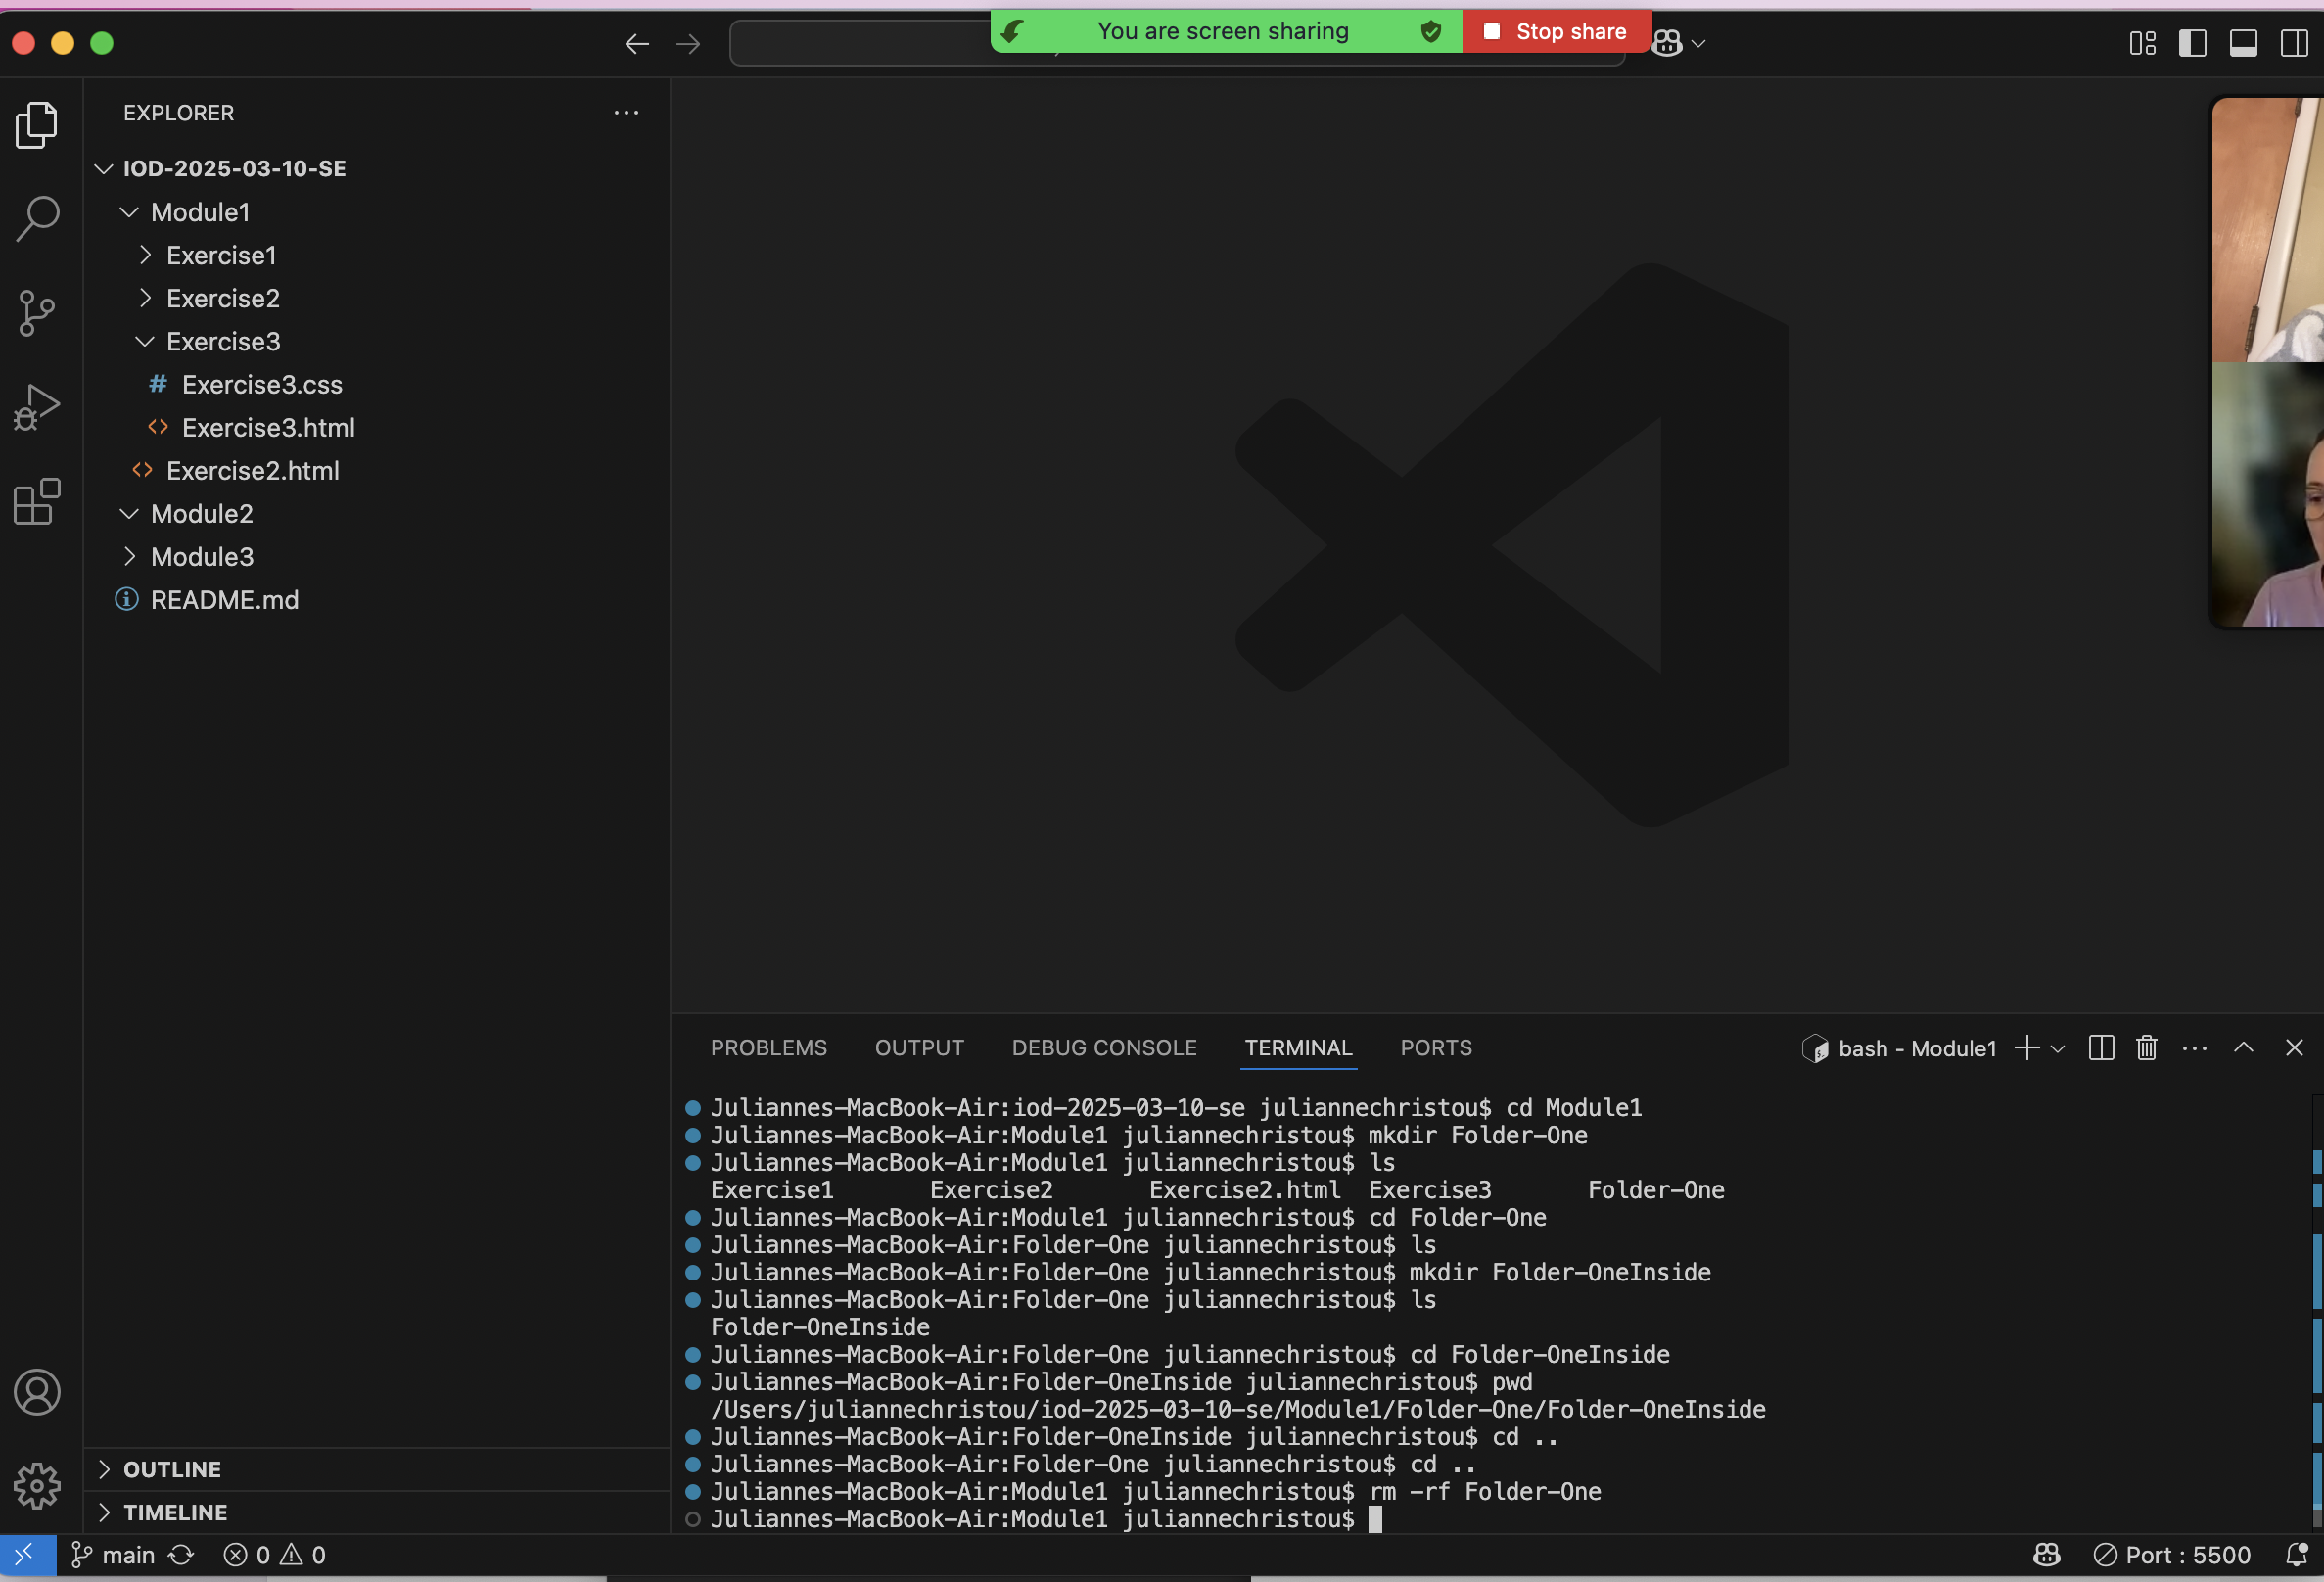 You are screen sharing
Stop share
EXPLORER
IOD-2025-03-10-SE
Module1
Exercise1
Exercise2
Exercise3
# Exercise3.css
<> Exercise3.html
<> Exercise2.html
Module2
Module3
README.md
OUTLINE
TIMELINE
PROBLEMS OUTPUT DEBUG CONSOLE TERMINAL PORTS bash - Module1
Juliannes-MacBook-Air:iod-2025-03-10-se juliannechristou$ cd Module1
Juliannes-MacBook-Air:Module1 juliannechristou$ mkdir Folder-One
Juliannes-MacBook-Air:Module1 juliannechristou$ ls
Exercise1 Exercise2 Exercise2.html Exercise3 Folder-One
Juliannes-MacBook-Air:Module1 juliannechristou$ cd Folder-One
Juliannes-MacBook-Air:Folder-One juliannechristou$ ls
Juliannes-MacBook-Air:Folder-One juliannechristou$ mkdir Folder-OneInside
Juliannes-MacBook-Air:Folder-One juliannechristou$ ls
Folder-OneInside
Juliannes-MacBook-Air:Folder-One juliannechristou$ cd Folder-OneInside
Juliannes-MacBook-Air:Folder-OneInside juliannechristou$ pwd
/Users/juliannechristou/iod-2025-03-10-se/Module1/Folder-One/Folder-OneInside
Juliannes-MacBook-Air:Folder-OneInside juliannechristou$ cd ..
Juliannes-MacBook-Air:Folder-One juliannechristou$ cd ..
Juliannes-MacBook-Air:Module1 juliannechristou$ rm -rf Folder-One
Juliannes-MacBook-Air:Module1 juliannechristou$
main 0 0 Port : 5500